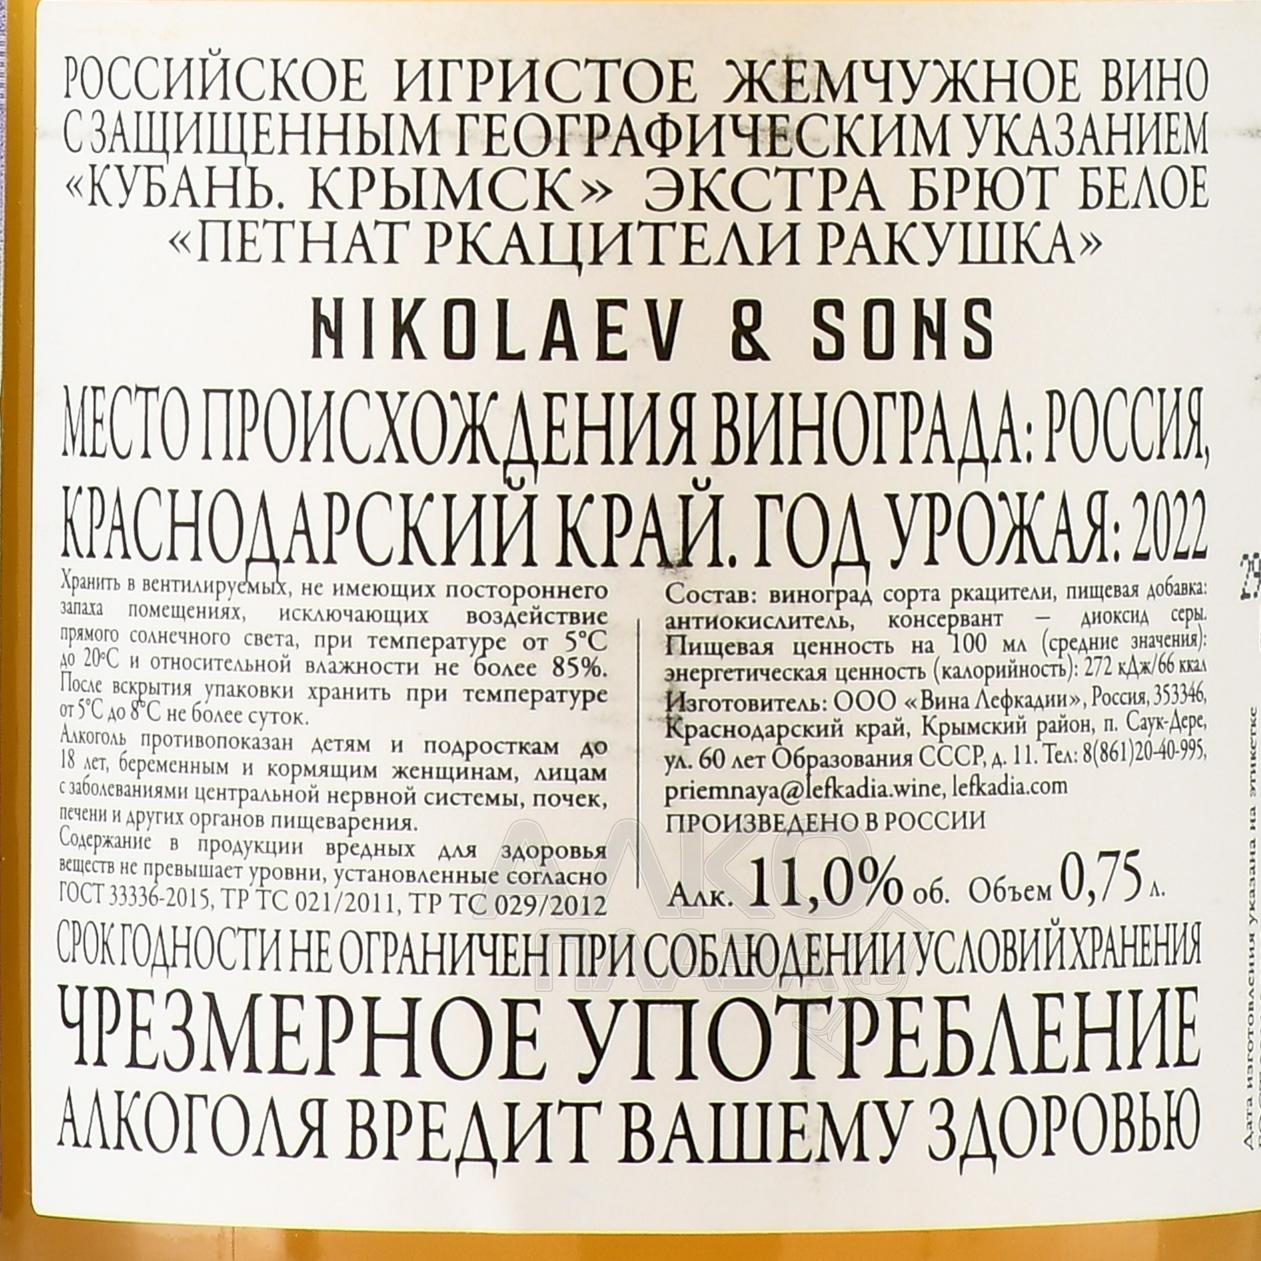 РОССИЙСКОЕ ИГРИСТОЕ ЖЕМЧУЖНОЕ ВИНО
С ЗАЩИЩЕННЫМ ГЕОГРАФИЧЕСКИМ УКАЗАНИЕМ
«КУБАНЬ. КРЫМСК» ЭКСТРА БРЮТ БЕЛОЕ
«ПЕТНАТ РКАЦИТЕЛИ РАКУШКА»
NIKOLAEV & SONS
МЕСТО ПРОИСХОЖДЕНИЯ ВИНОГРАДА: РОССИЯ,
КРАСНОДАРСКИЙ КРАЙ. ГОД УРОЖАЯ: 2022
Хранить в вентилируемых, не имеющих постороннего
запаха помещениях, исключающих воздействие
прямого солнечного света, при температуре от 5°С
до 20°С и относительной влажности не более 85%.
После вскрытия упаковки хранить при температуре
от 5°С до 8°С не более суток.
Алкоголь противопоказан детям и подросткам до
18 лет, беременным и кормящим женщинам, лицам
с заболеваниями центральной нервной системы, почек,
печени и других органов пищеварения.
Содержание в продукции вредных для здоровья
веществ не превышает уровни, установленные согласно
ГОСТ 33336-2015, ТР ТС 021/2011, ТР ТС 029/2012
Состав: виноград сорта ркацители, пищевая добавка:
антиокислитель, консервант – диоксид серы.
Пищевая ценность на 100 мл (средние значения):
энергетическая ценность (калорийность): 272 кДж/66 ккал
Изготовитель: ООО «Вина Лефкадии», Россия, 353346,
Краснодарский край, Крымский район, п. Саук-Дере,
ул. 60 лет Образования СССР, д. 11. Тел: 8(861)20-40-995,
priemnaya@lefkadia.wine, lefkadia.com
ПРОИЗВЕДЕНО В РОССИИ
Алк. 11,0% об. Объем 0,75 л.
СРОК ГОДНОСТИ НЕ ОГРАНИЧЕН ПРИ СОБЛЮДЕНИИ УСЛОВИЙ ХРАНЕНИЯ
ЧРЕЗМЕРНОЕ УПОТРЕБЛЕНИЕ
АЛКОГОЛЯ ВРЕДИТ ВАШЕМУ ЗДОРОВЬЮ
Дата изготовления указана на этикетке
АЛКО
ПЛАЗА